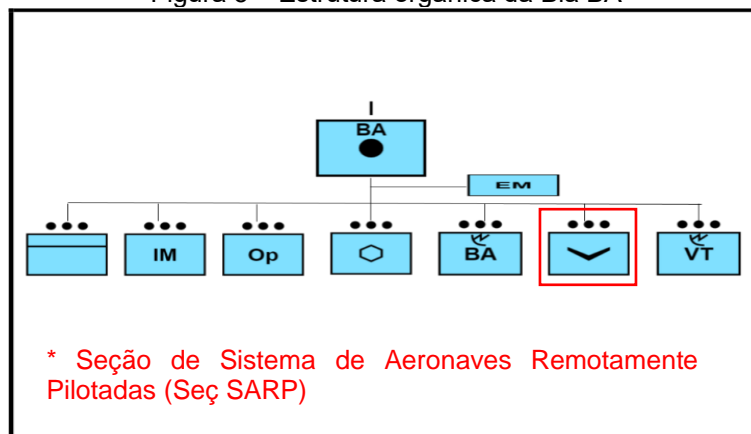 I
BA
EM
IM
Op
BA
VT
* Seção de Sistema de Aeronaves Remotamente
Pilotadas (Seç SARP)